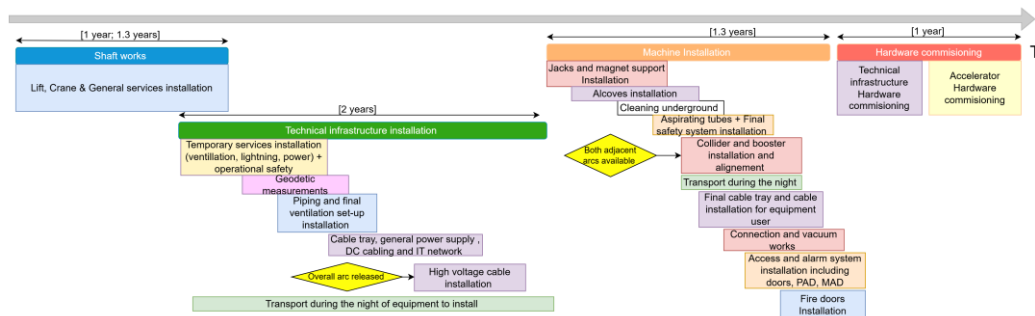 [1 year; 1.3 years]
Shaft works
Lift, Crane & General services installation
[2 years]
Technical infrastructure installation
Temporary services installation
(ventillation, lightning, power) +
operational safety
Geodetic
measurements
Piping and final
ventilation set-up
installation
Cable tray, general power supply ,
DC cabling and IT network
Overall arc released
High voltage cable
installation
Transport during the night of equipment to install
[1.3 years]
Machine Installation
Jacks and magnet support
Installation
Alcoves installation
Cleaning underground
Aspirating tubes + Final
safety system installation
Both adjacent
arcs available
Collider and booster
installation and
alignement
Transport during the night
Final cable tray and cable
installation for equipment
user
Connection and vacuum
works
Access and alarm system
installation including
doors, PAD, MAD
Fire doors
Installation
[1 year]
Hardware commisioning
Technical
infrastructure
Hardware
commisioning
Accelerator
Hardware
commisioning
T